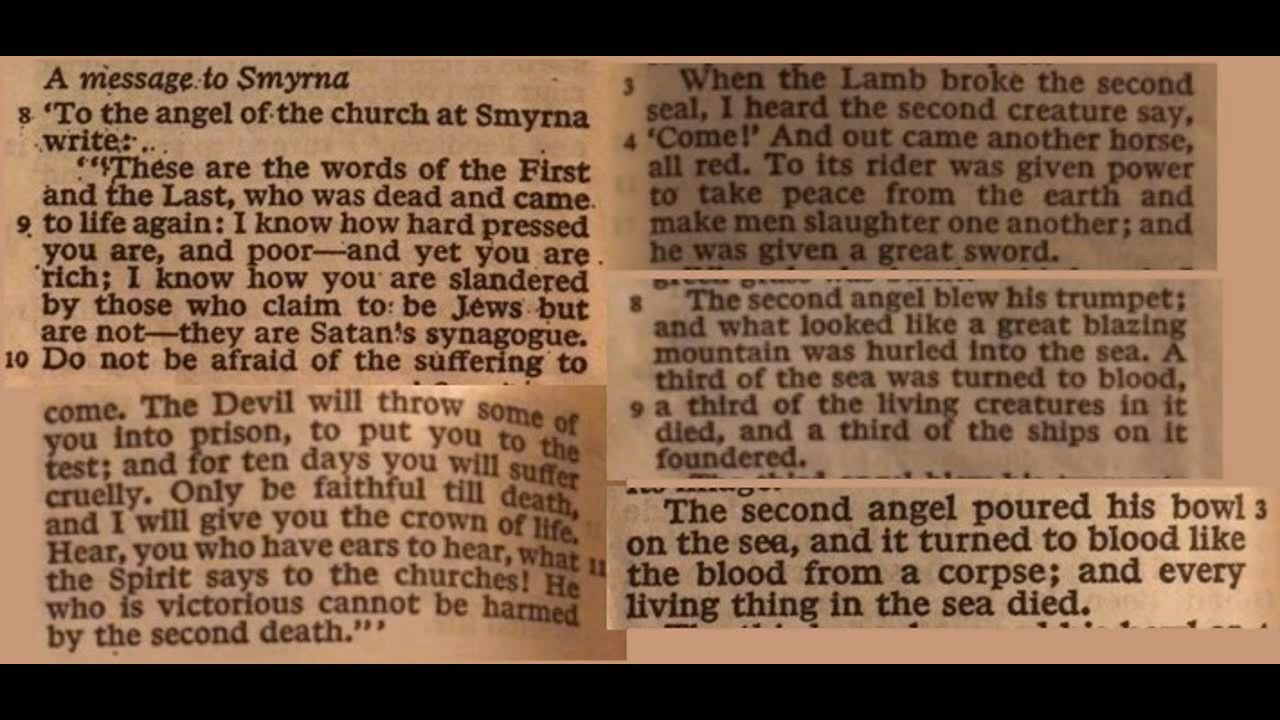 A message to Smyrna
8 ‘To the angel of the church at Smyrna
write:
‘“These are the words of the First
and the Last, who was dead and came
9 to life again: I know how hard pressed
you are, and poor—and yet you are
rich; I know how you are slandered
by those who claim to be Jews but
are not—they are Satan's synagogue.
10 Do not be afraid of the suffering to
come. The Devil will throw some of
you into prison, to put you to the
test; and for ten days you will suffer
cruelly. Only be faithful till death,
and I will give you the crown of life.
Hear, you who have ears to hear, what 11
the Spirit says to the churches! He
who is victorious cannot be harmed
by the second death.”’
3 When the Lamb broke the second
seal, I heard the second creature say,
4 ‘Come!’ And out came another horse,
all red. To its rider was given power
to take peace from the earth and
make men slaughter one another; and
he was given a great sword.
8 The second angel blew his trumpet;
and what looked like a great blazing
mountain was hurled into the sea. A
third of the sea was turned to blood,
9 a third of the living creatures in it
died, and a third of the ships on it
foundered.
The second angel poured his bowl 3
on the sea, and it turned to blood like
the blood from a corpse; and every
living thing in the sea died.